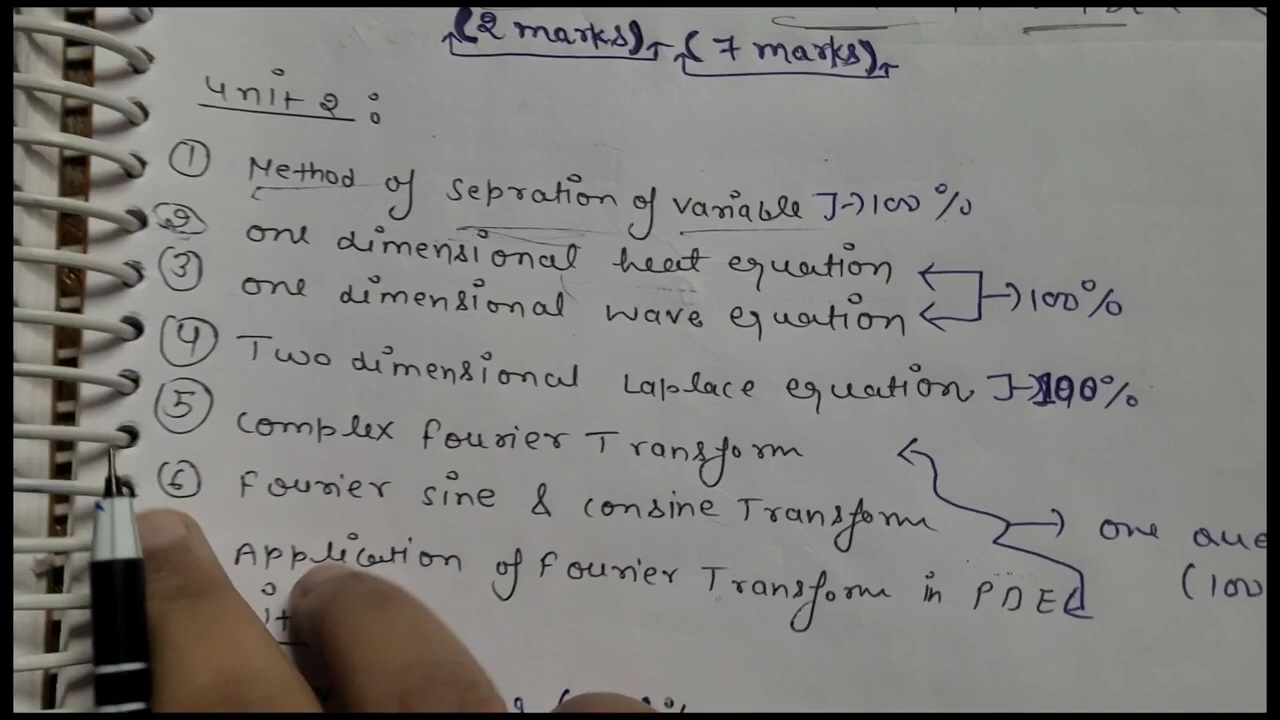 (2 marks) (7 marks)
Unit 2 :
① Method of sepration of variable ]→100%
② one dimensional heat equation
③ one dimensional wave equation →100%
④ Two dimensional Laplace equation ]→100%
⑤ Complex fourier Transform
⑥ Fourier sine & consine Transform → one
Application of Fourier Transform in PDE (100